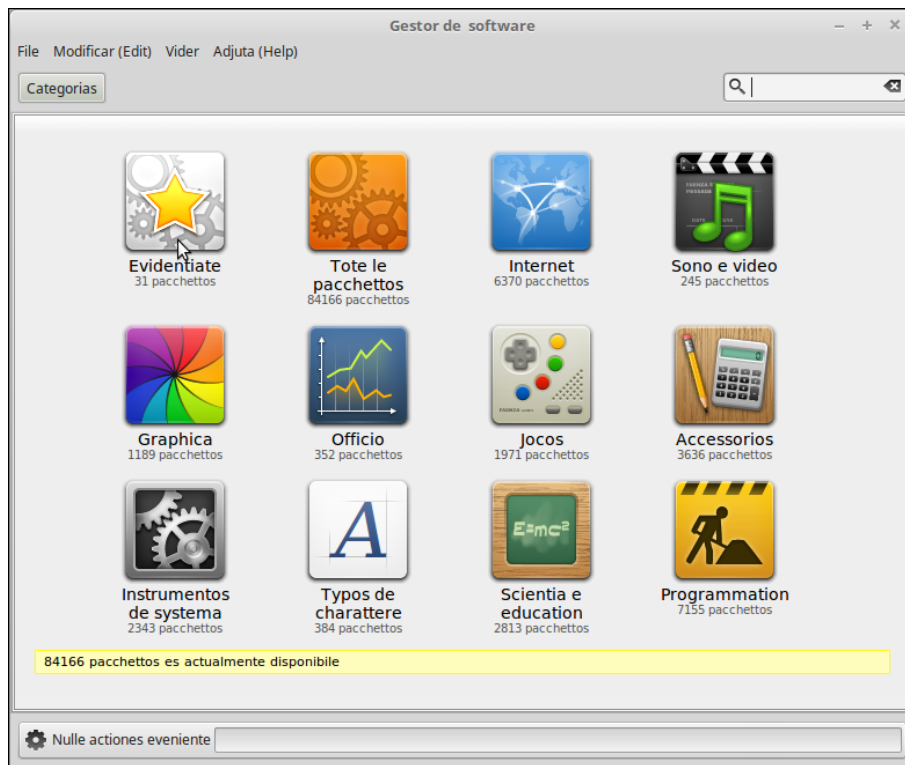 Gestor de software
File Modificar (Edit) Vider Adjuta (Help)
Categorias
Evidentiate
31 pacchettos
Tote le
pacchettos
84166 pacchettos
Internet
6370 pacchettos
Sono e video
245 pacchettos
Graphica
1189 pacchettos
Officio
352 pacchettos
Jocos
1971 pacchettos
Accessorios
3636 pacchettos
Instrumentos
de systema
2343 pacchettos
A
Typos de
charattere
384 pacchettos
E=mc²
Scientia e
education
2813 pacchettos
Programmation
7155 pacchettos
84166 pacchettos es actualmente disponibile
Nulle actiones eveniente